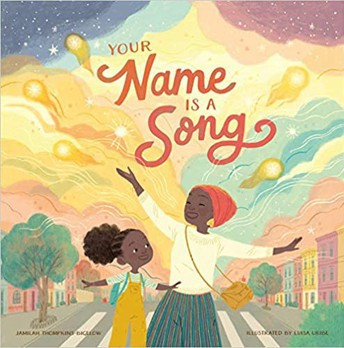 YOUR
Name
IS A
Song
JAMILAH THOMPKINS-BIGELOW
ILLUSTRATED BY LUISA URIBE